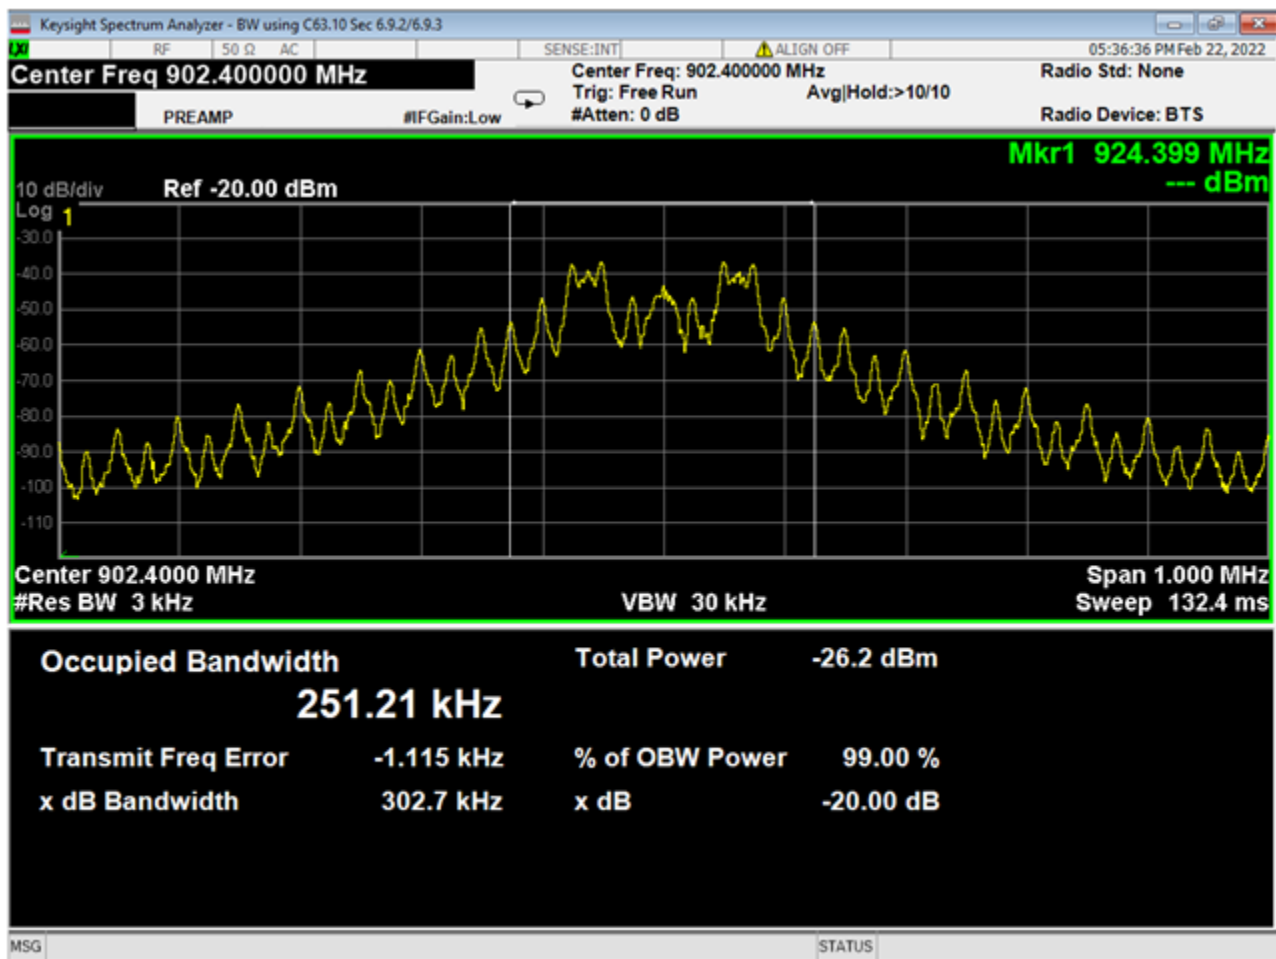 Keysight Spectrum Analyzer - BW using C63.10 Sec 6.9.2/6.9.3
LXI RF 50 Ω AC SENSE:INT ALIGN OFF 05:36:36 PM Feb 22, 2022
Center Freq 902.400000 MHz
Center Freq: 902.400000 MHz
Radio Std: None
Trig: Free Run
Avg|Hold:>10/10
PREAMP
#IFGain:Low
#Atten: 0 dB
Radio Device: BTS
Mkr1 924.399 MHz
--- dBm
10 dB/div
Ref -20.00 dBm
Log
1
-30.0
-40.0
-50.0
-60.0
-70.0
-80.0
-90.0
-100
-110
Center 902.4000 MHz
Span 1.000 MHz
#Res BW 3 kHz
VBW 30 kHz
Sweep 132.4 ms
Occupied Bandwidth
Total Power -26.2 dBm
251.21 kHz
Transmit Freq Error -1.115 kHz
% of OBW Power 99.00 %
x dB Bandwidth 302.7 kHz
x dB -20.00 dB
MSG
STATUS